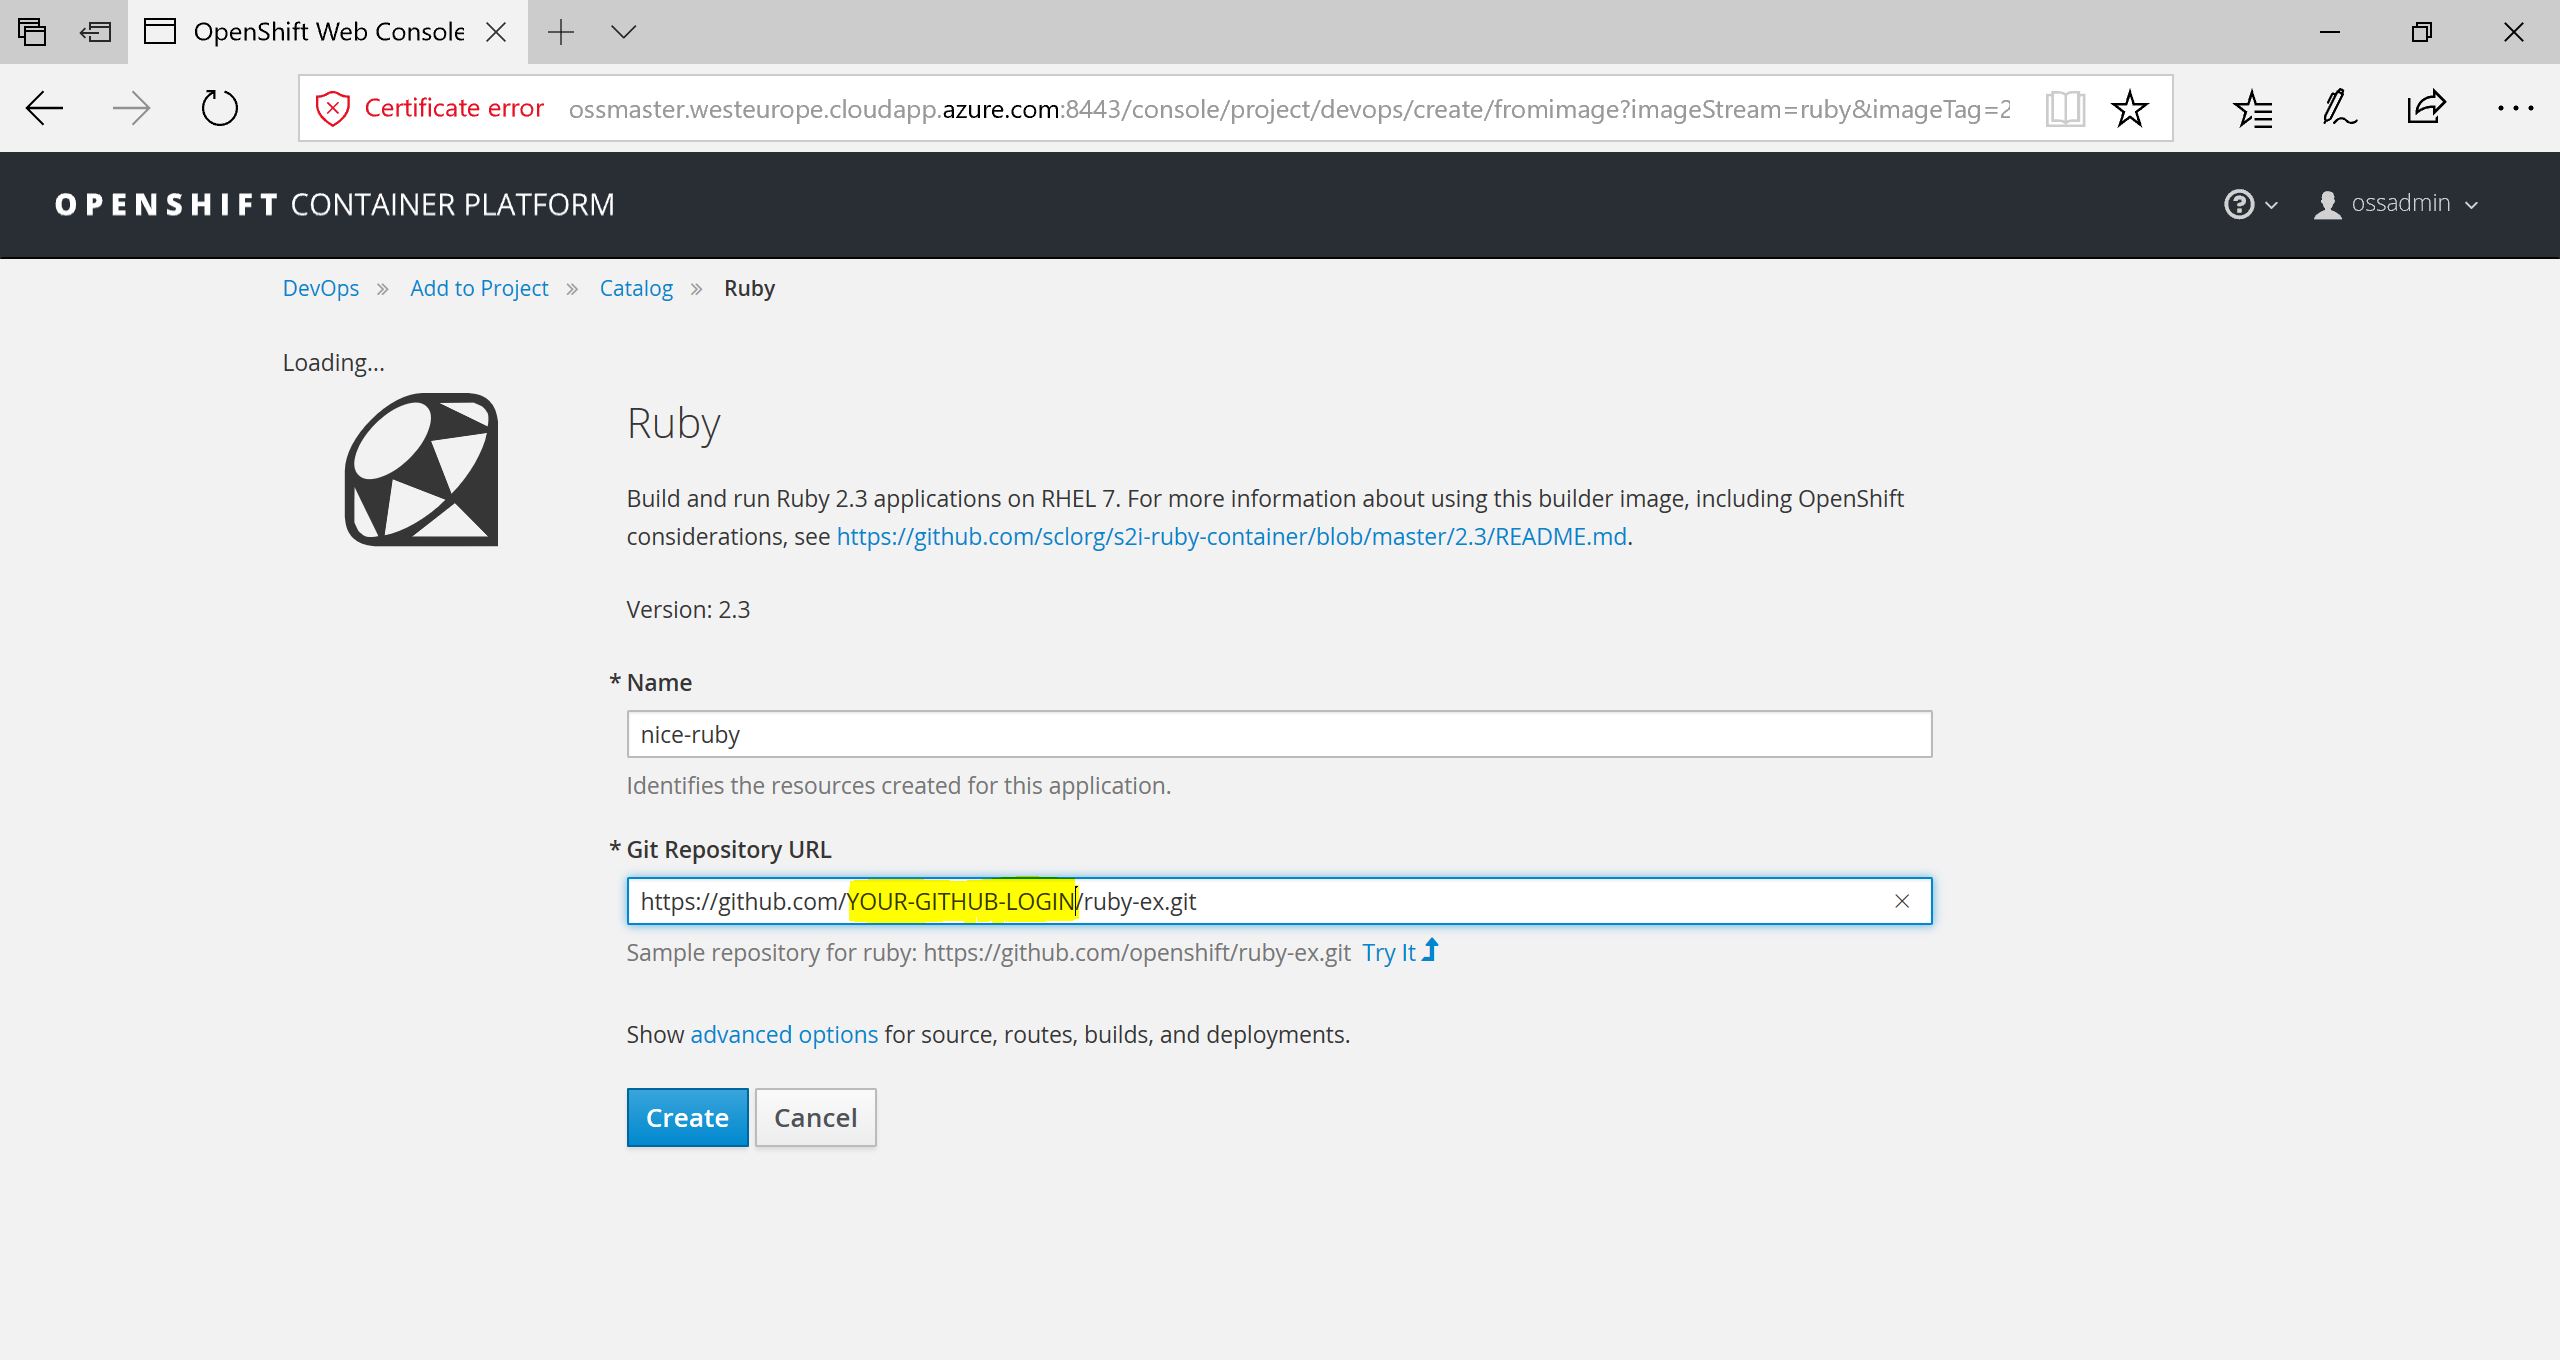 OpenShift Web Console
Certificate error ossmaster.westeurope.cloudapp.azure.com:8443/console/project/devops/create/fromimage?imageStream=ruby&imageTag=2
OPENSHIFT CONTAINER PLATFORM
ossadmin
DevOps » Add to Project » Catalog » Ruby
Loading...
Ruby
Build and run Ruby 2.3 applications on RHEL 7. For more information about using this builder image, including OpenShift
considerations, see https://github.com/sclorg/s2i-ruby-container/blob/master/2.3/README.md.
Version: 2.3
* Name
nice-ruby
Identifies the resources created for this application.
* Git Repository URL
https://github.com/YOUR-GITHUB-LOGIN/ruby-ex.git
Sample repository for ruby: https://github.com/openshift/ruby-ex.git Try It
Show advanced options for source, routes, builds, and deployments.
Create Cancel